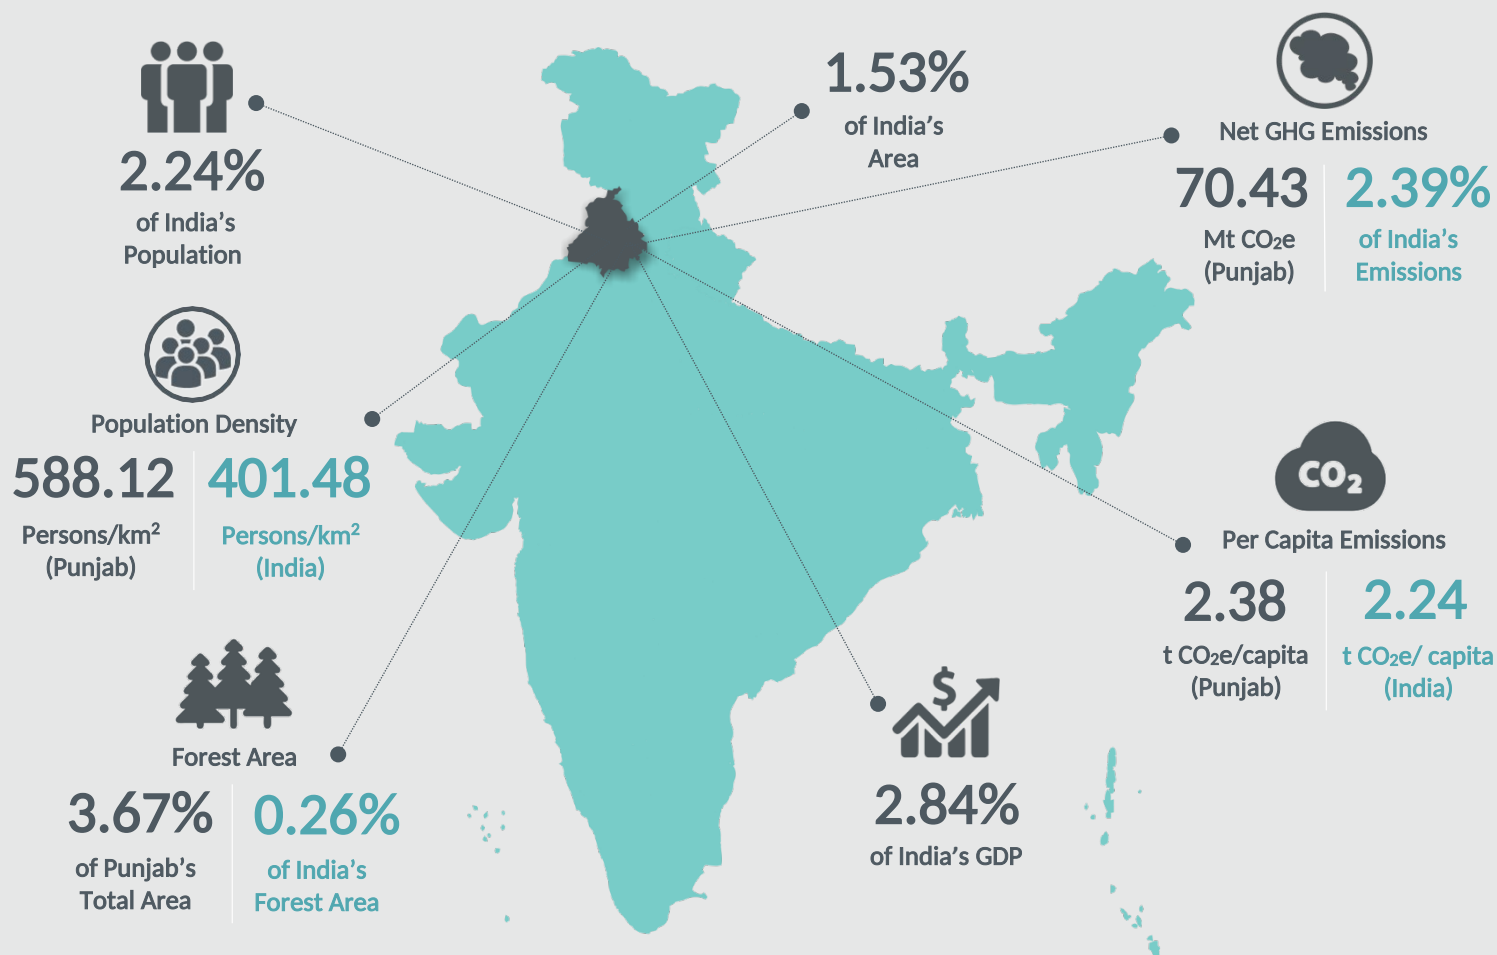 2.24%
of India's
Population
1.53%
of India's
Area
Net GHG Emissions
70.43
Mt CO₂e
(Punjab)
2.39%
of India's
Emissions
Population Density
588.12
Persons/km²
(Punjab)
401.48
Persons/km²
(India)
CO₂
Per Capita Emissions
2.38
t CO₂e/capita
(Punjab)
2.24
t CO₂e/ capita
(India)
Forest Area
3.67%
of Punjab's
Total Area
0.26%
of India's
Forest Area
$
2.84%
of India's GDP